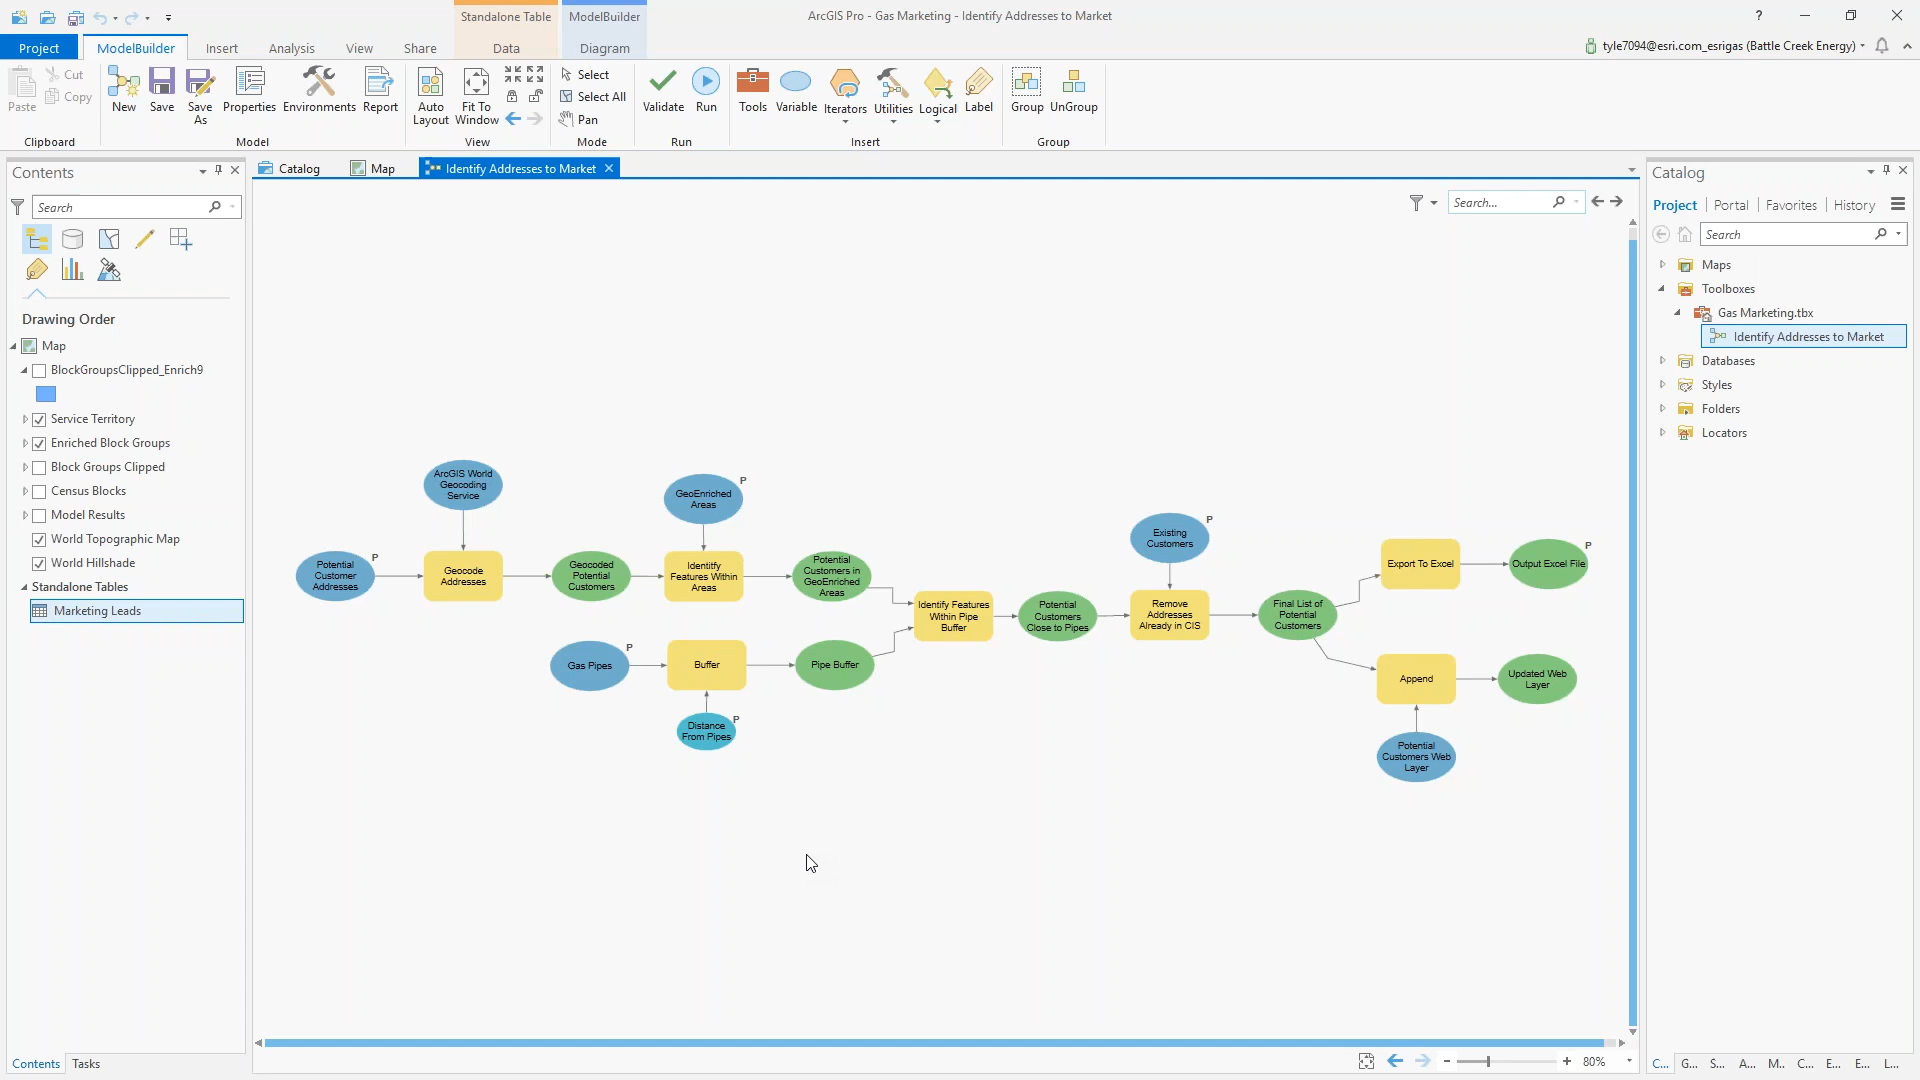 Standalone Table
ModelBuilder
ArcGIS Pro - Gas Marketing - Identify Addresses to Market
?
Project
ModelBuilder
Insert
Analysis
View
Share
Data
Diagram
tyle7094@esri.com_esrigas (Battle Creek Energy)
Paste
Cut
Copy
Clipboard
New
Save
Save
As
Properties
Environments
Report
Model
Auto
Layout
Fit To
Window
View
Select
Select All
Pan
Mode
Validate
Run
Run
Tools
Variable
Iterators
Utilities
Logical
Label
Insert
Group
UnGroup
Group
Contents
Search
Drawing Order
Map
BlockGroupsClipped_Enrich9
Service Territory
Enriched Block Groups
Block Groups Clipped
Census Blocks
Model Results
World Topographic Map
World Hillshade
Standalone Tables
Marketing Leads
Contents
Tasks
Catalog
Map
Identify Addresses to Market
Search...
ArcGIS World
Geocoding
Service
Potential
Customer
Addresses
P
Geocode
Addresses
Geocoded
Potential
Customers
GeoEnriched
Areas
P
Identitfy
Features Within
Areas
Potential
Customers in
GeoEnriched
Areas
Gas Pipes
P
Buffer
Distance
From Pipes
P
Pipe Buffer
Identify Features
Within Pipe
Buffer
Potential
Customers
Close to Pipes
Existing
Customers
P
Remove
Addresses
Already in CIS
Final List of
Potential
Customers
Export To Excel
Output Excel File
P
Append
Updated Web
Layer
Potential
Customers Web
Layer
80%
Catalog
Project
Portal
Favorites
History
Search
Maps
Toolboxes
Gas Marketing.tbx
Identify Addresses to Market
Databases
Styles
Folders
Locators
C...
G...
S...
A...
M...
C...
E...
E...
L...